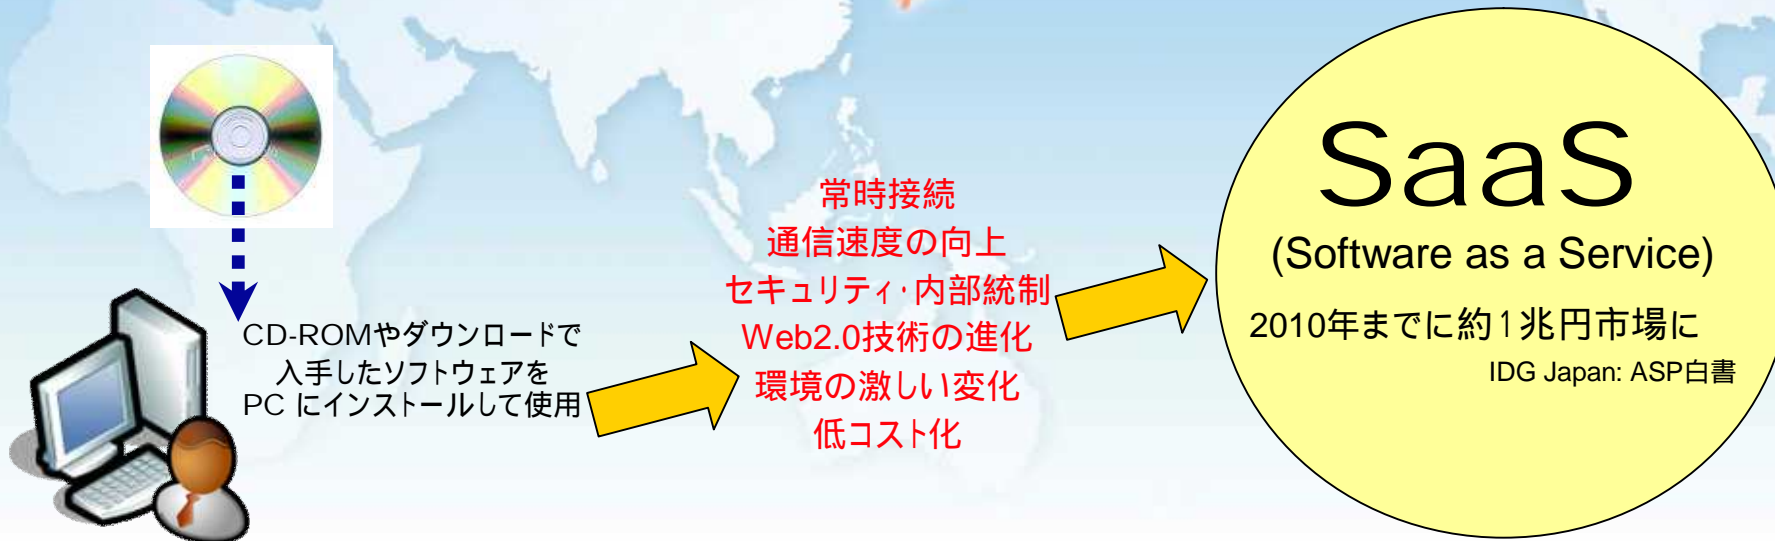 CD-ROMやダウンロードで
入手したソフトウェアを
PC にインストールして使用
常時接続
通信速度の向上
セキュリティ・内部統制
Web2.0技術の進化
環境の激しい変化
低コスト化
SaaS
(Software as a Service)
2010年までに約1兆円市場に
IDG Japan: ASP白書